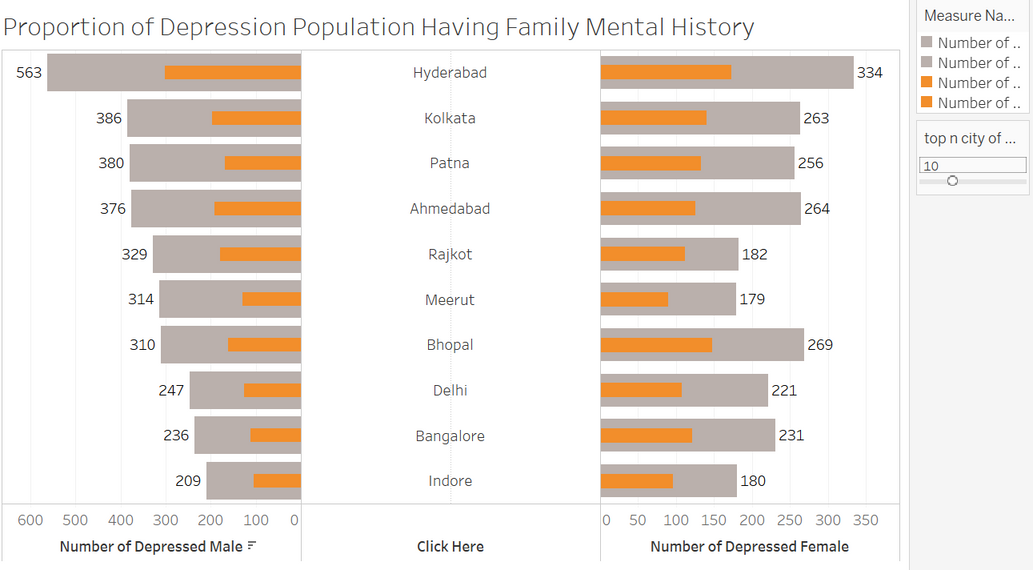 Proportion of Depression Population Having Family Mental History
563 Hyderabad 334
386 Kolkata 263
380 Patna 256
376 Ahmedabad 264
329 Rajkot 182
314 Meerut 179
310 Bhopal 269
247 Delhi 221
236 Bangalore 231
209 Indore 180
600 500 400 300 200 100 0 0 50 100 150 200 250 300 350
Number of Depressed Male Click Here Number of Depressed Female
Measure Na...
Number of ..
Number of ..
Number of ..
Number of ..
top n city of ...
10